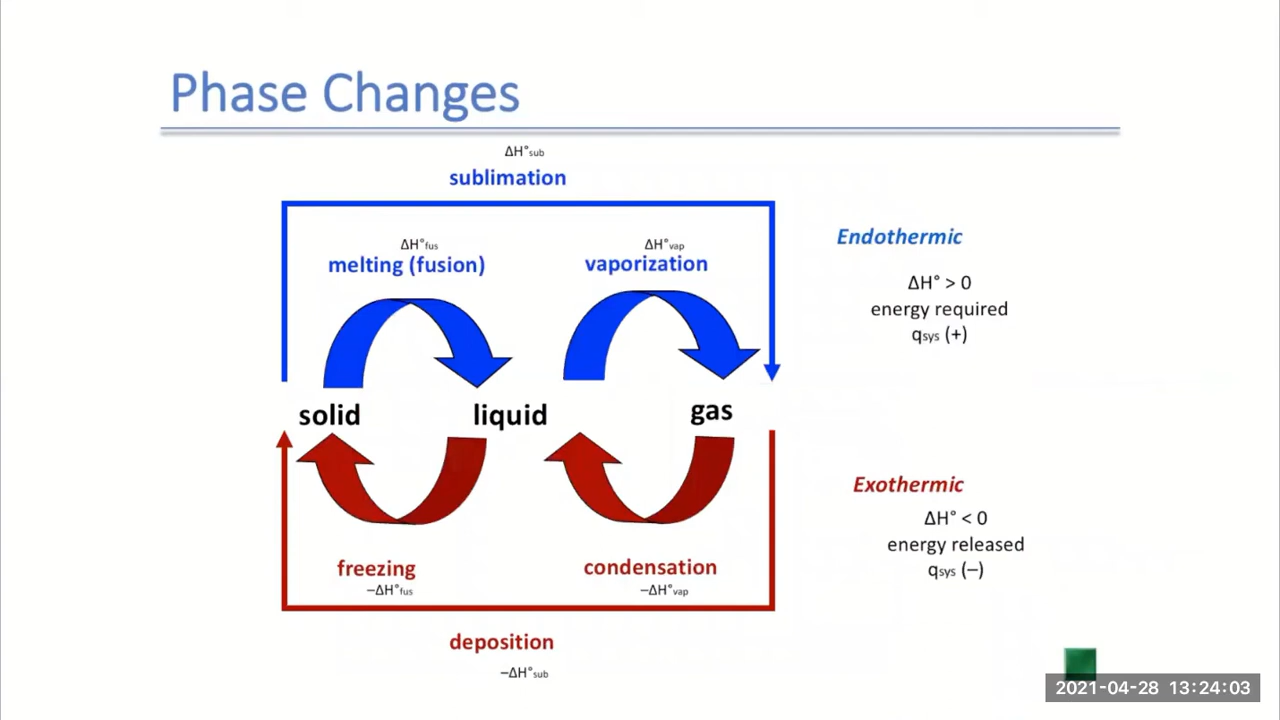 Phase Changes
ΔH°sub
sublimation
ΔH°fus
melting (fusion)
ΔH°vap
vaporization
Endothermic
ΔH° > 0
energy required
qsys (+)
solid
liquid
gas
Exothermic
ΔH° < 0
energy released
qsys (–)
freezing
–ΔH°fus
condensation
–ΔH°vap
deposition
–ΔH°sub
2021-04-28 13:24:03